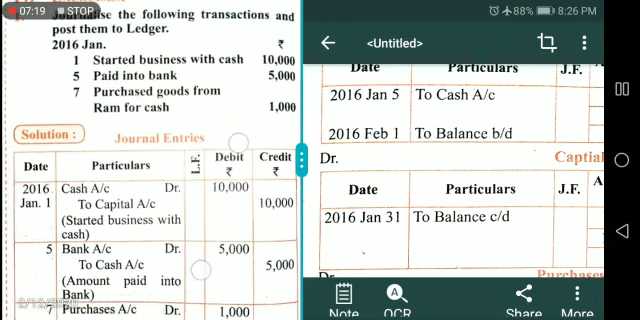 07:19 STOP
88% 8:26 PM
Journalise the following transactions and
post them to Ledger.
2016 Jan. ₹
1 Started business with cash 10,000
5 Paid into bank 5,000
7 Purchased goods from
Ram for cash 1,000
Solution :
Journal Entries
Date Particulars L.F. Debit ₹ Credit ₹
2016 Cash A/c Dr. 10,000
Jan. 1 To Capital A/c 10,000
(Started business with
cash)
5 Bank A/c Dr. 5,000
To Cash A/c 5,000
(Amount paid into
Bank)
7 Purchases A/c Dr. 1,000
<Untitled>
Date Particulars J.F. A
2016 Jan 5 To Cash A/c
2016 Feb 1 To Balance b/d
Dr. Captial
Date Particulars J.F. A
2016 Jan 31 To Balance c/d
Dr. Purchases
Note OCR Share More